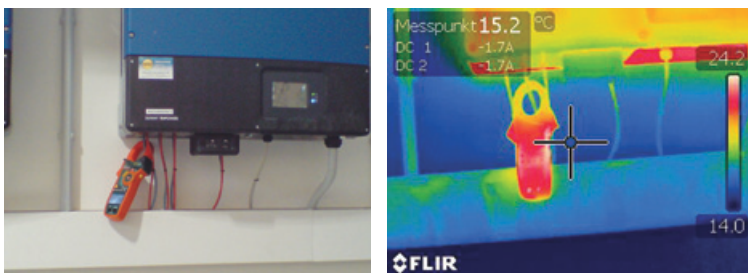 Messpunkt 15.2 °C
DC 1 -1.7A
DC 2 -1.7A
24.2
14.0
FLIR